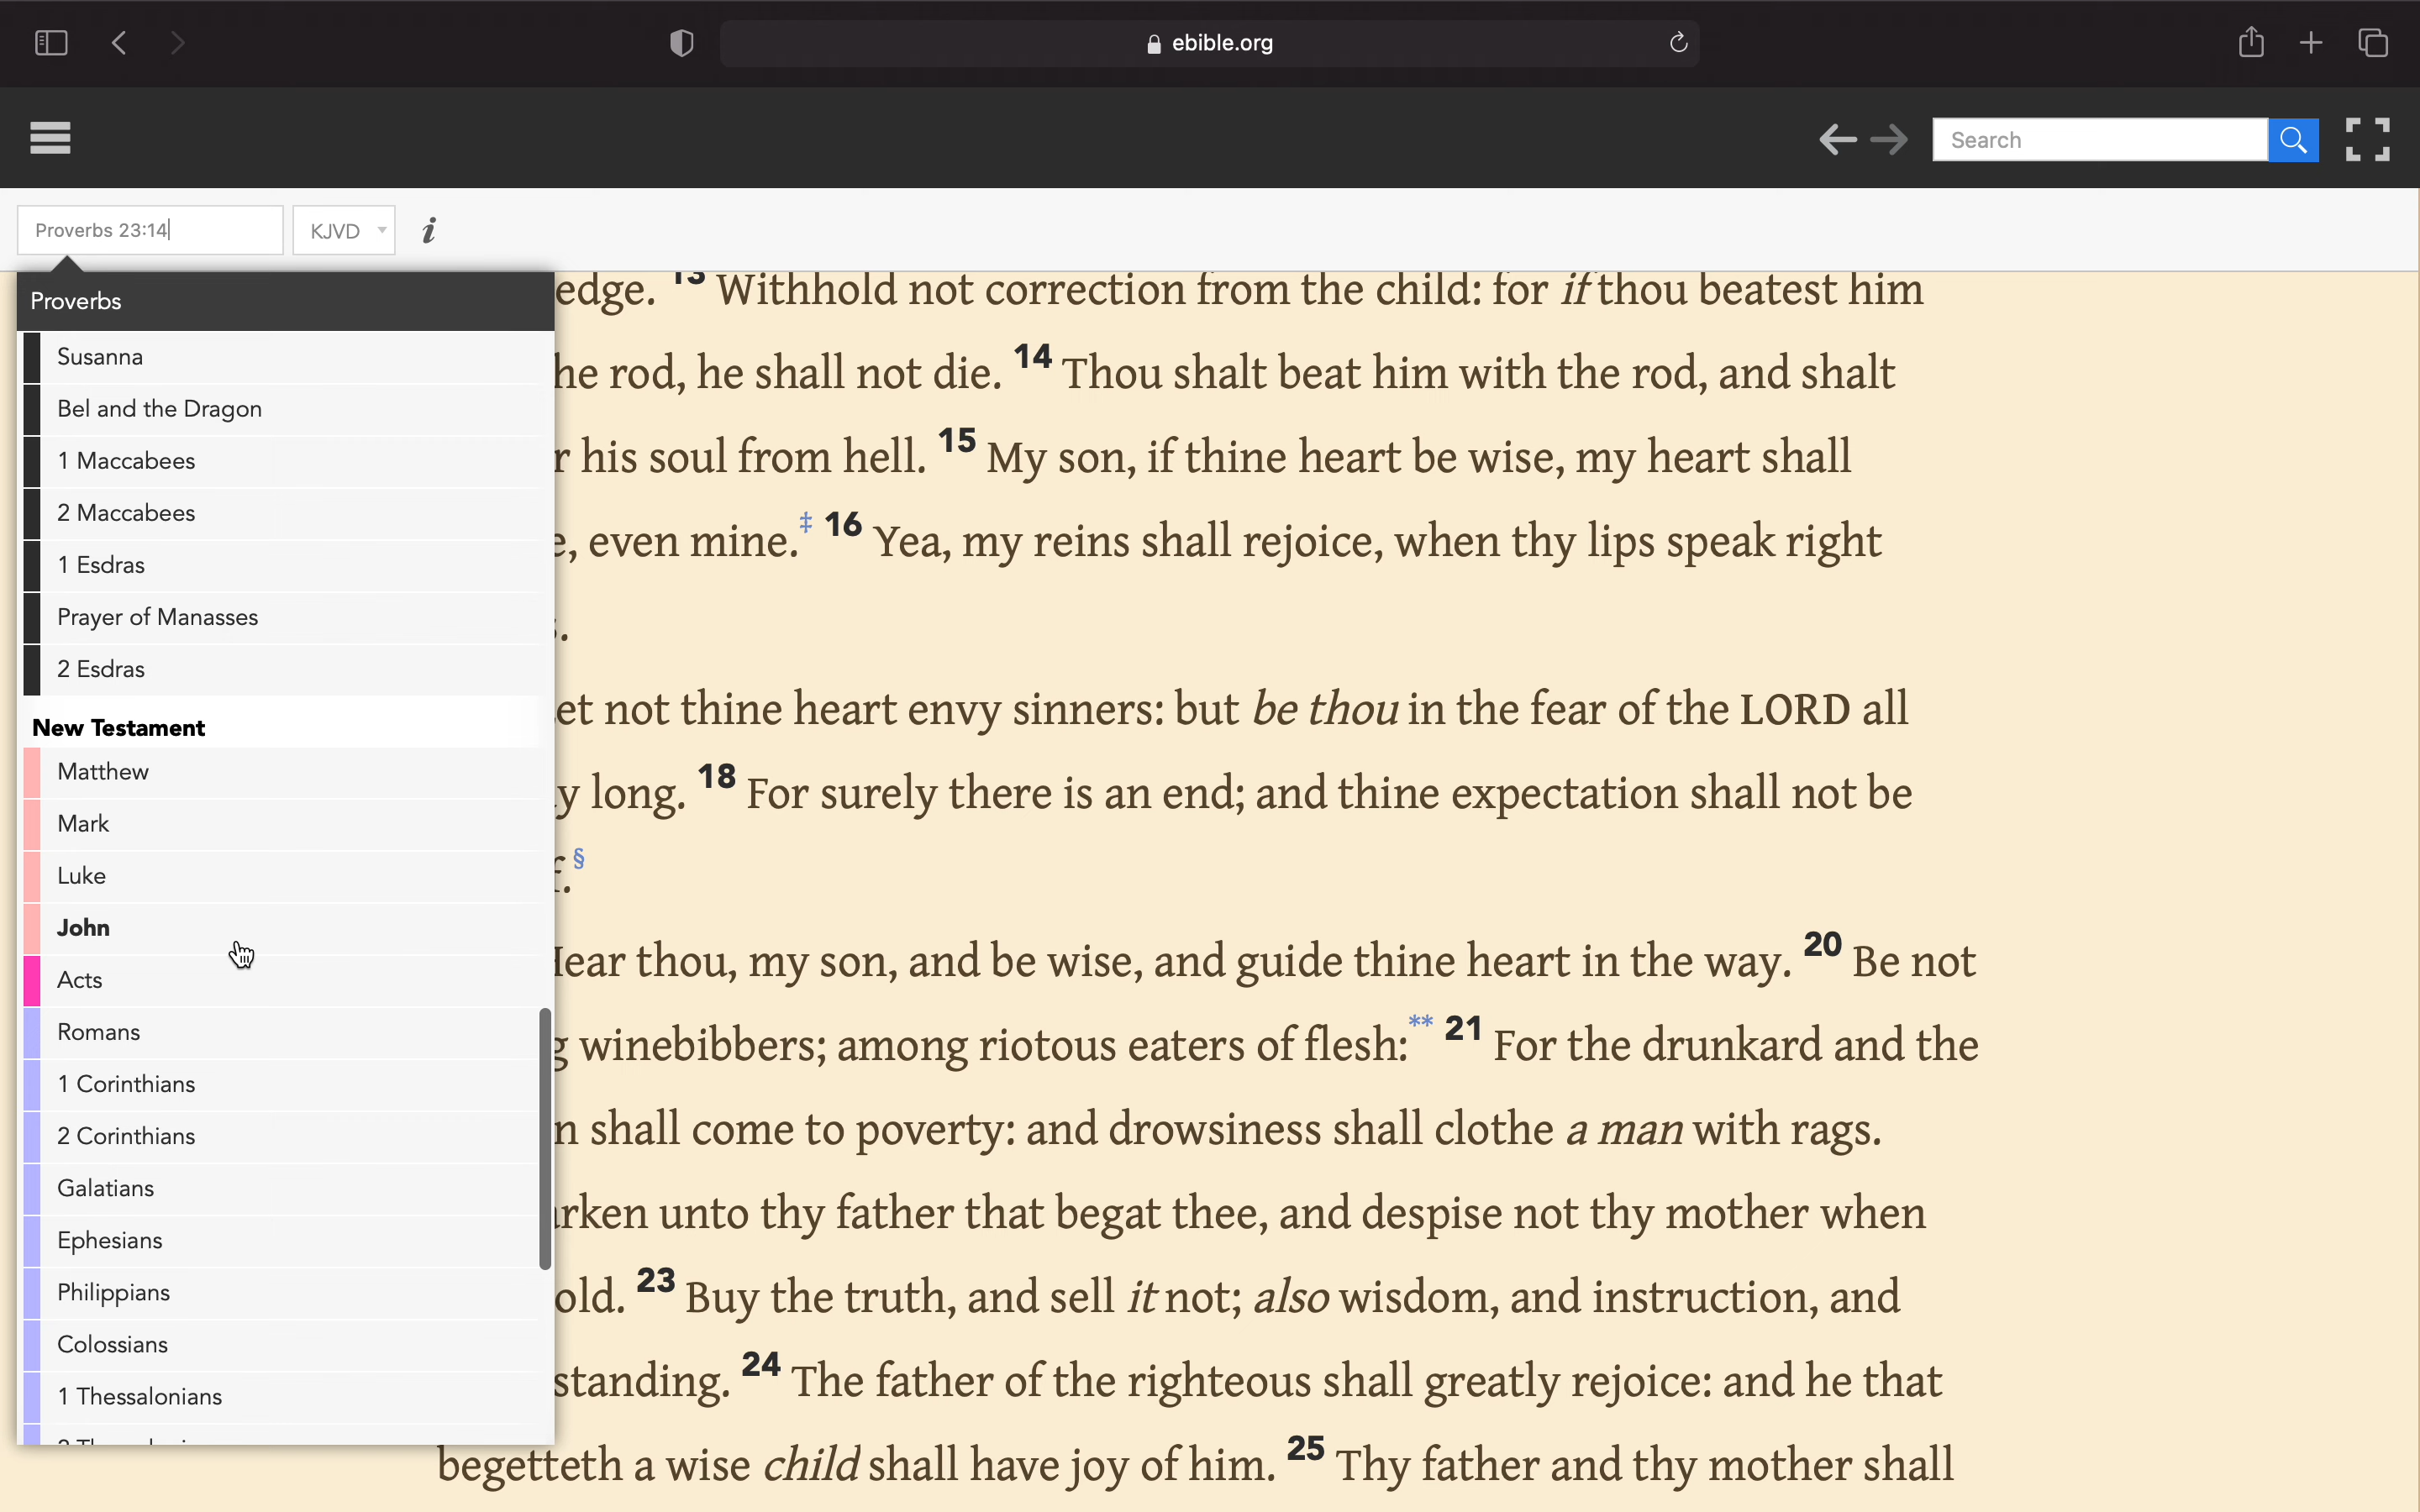 ebible.org
Search
Proverbs 23:14
KJVD
i
Proverbs
Susanna
Bel and the Dragon
1 Maccabees
2 Maccabees
1 Esdras
Prayer of Manasses
2 Esdras
New Testament
Matthew
Mark
Luke
John
Acts
Romans
1 Corinthians
2 Corinthians
Galatians
Ephesians
Philippians
Colossians
1 Thessalonians
edge. 13 Withhold not correction from the child: for if thou beatest him
he rod, he shall not die. 14 Thou shalt beat him with the rod, and shalt
r his soul from hell. 15 My son, if thine heart be wise, my heart shall
e, even mine.‡ 16 Yea, my reins shall rejoice, when thy lips speak right
.
et not thine heart envy sinners: but be thou in the fear of the LORD all
y long. 18 For surely there is an end; and thine expectation shall not be
f.§
ear thou, my son, and be wise, and guide thine heart in the way. 20 Be not
g winebibbers; among riotous eaters of flesh:** 21 For the drunkard and the
n shall come to poverty: and drowsiness shall clothe a man with rags.
rken unto thy father that begat thee, and despise not thy mother when
old. 23 Buy the truth, and sell it not; also wisdom, and instruction, and
standing. 24 The father of the righteous shall greatly rejoice: and he that
begetteth a wise child shall have joy of him. 25 Thy father and thy mother shall